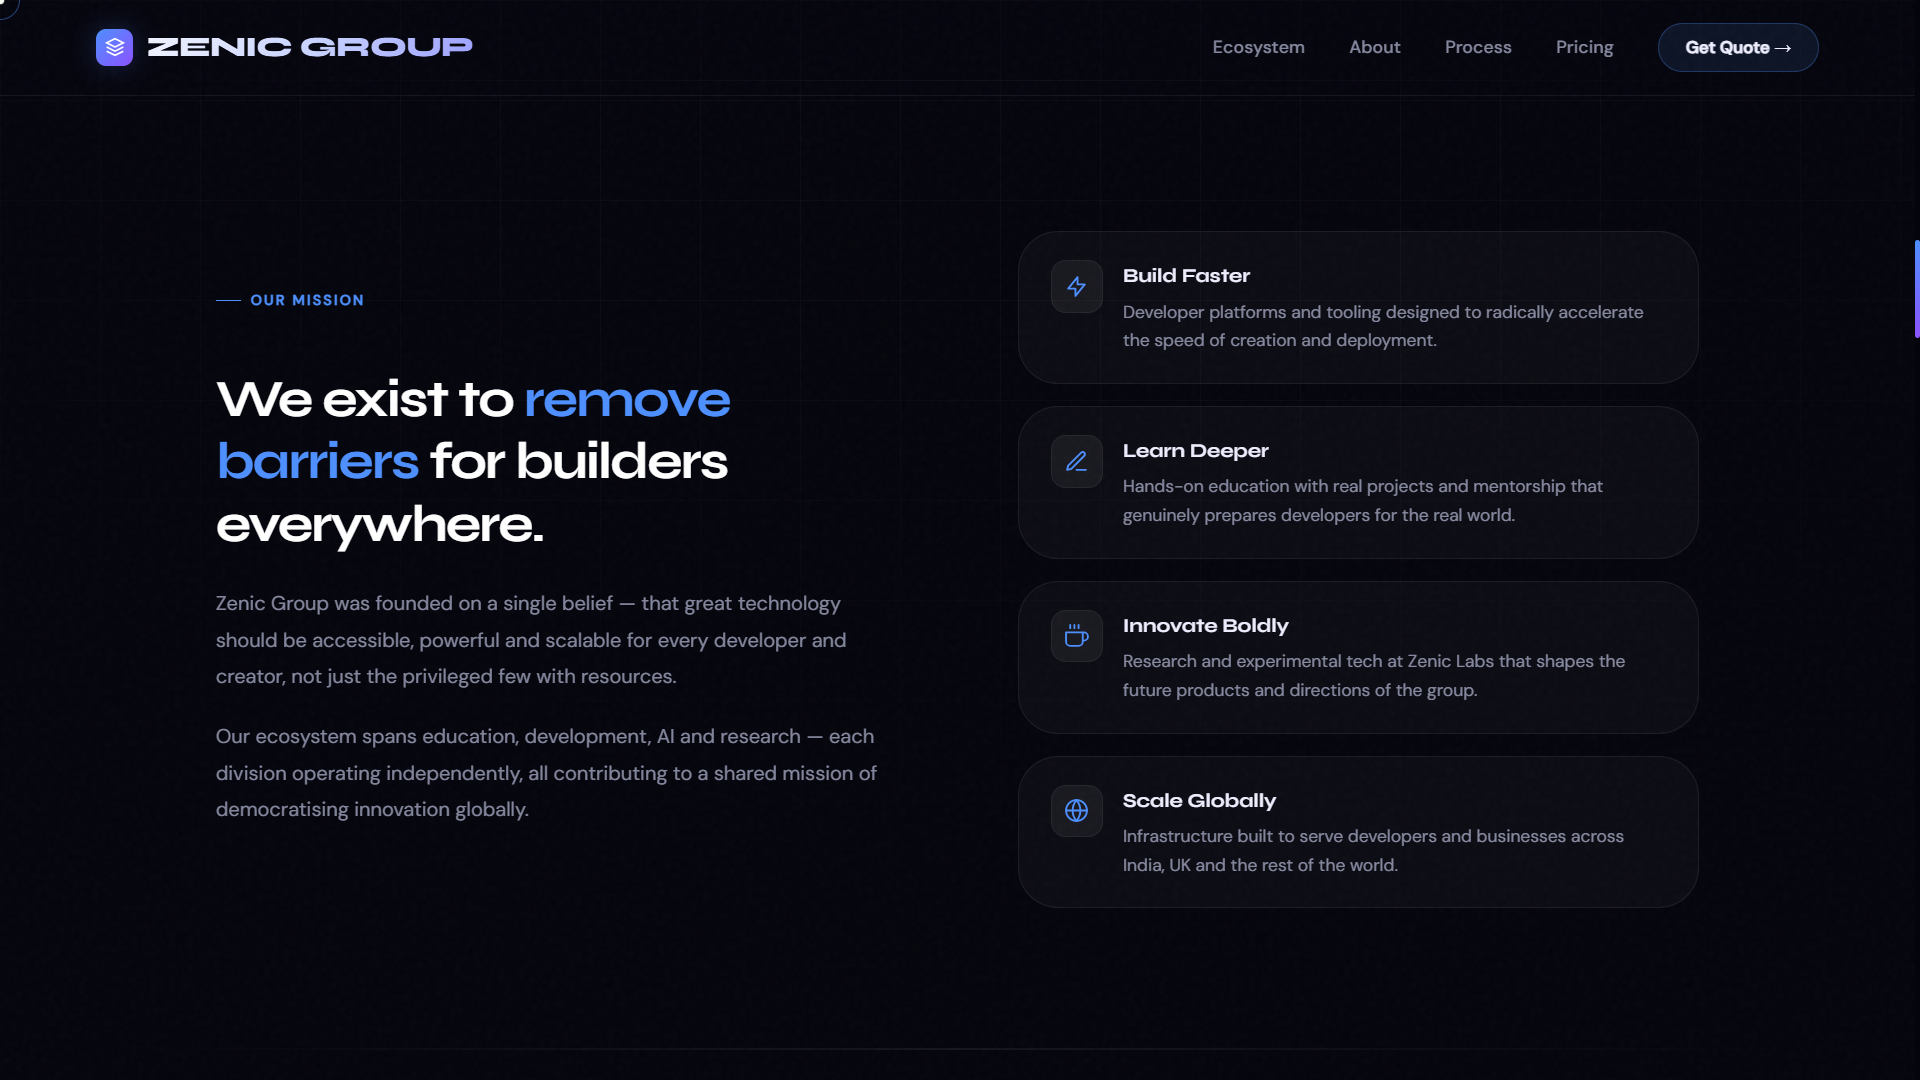 ZENIC GROUP
Ecosystem
About
Process
Pricing
Get Quote →
OUR MISSION
We exist to remove
barriers for builders
everywhere.
Zenic Group was founded on a single belief — that great technology
should be accessible, powerful and scalable for every developer and
creator, not just the privileged few with resources.
Our ecosystem spans education, development, AI and research — each
division operating independently, all contributing to a shared mission of
democratising innovation globally.
Build Faster
Developer platforms and tooling designed to radically accelerate
the speed of creation and deployment.
Learn Deeper
Hands-on education with real projects and mentorship that
genuinely prepares developers for the real world.
Innovate Boldly
Research and experimental tech at Zenic Labs that shapes the
future products and directions of the group.
Scale Globally
Infrastructure built to serve developers and businesses across
India, UK and the rest of the world.